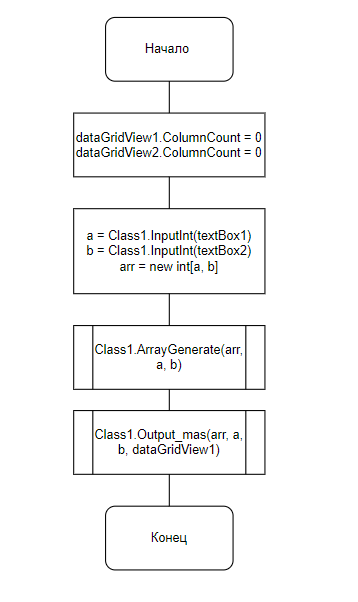 Начало
dataGridView1.ColumnCount = 0
dataGridView2.ColumnCount = 0
a = Class1.InputInt(textBox1)
b = Class1.InputInt(textBox2)
arr = new int[a, b]
Class1.ArrayGenerate(arr,
a, b)
Class1.Output_mas(arr, a,
b, dataGridView1)
Конец